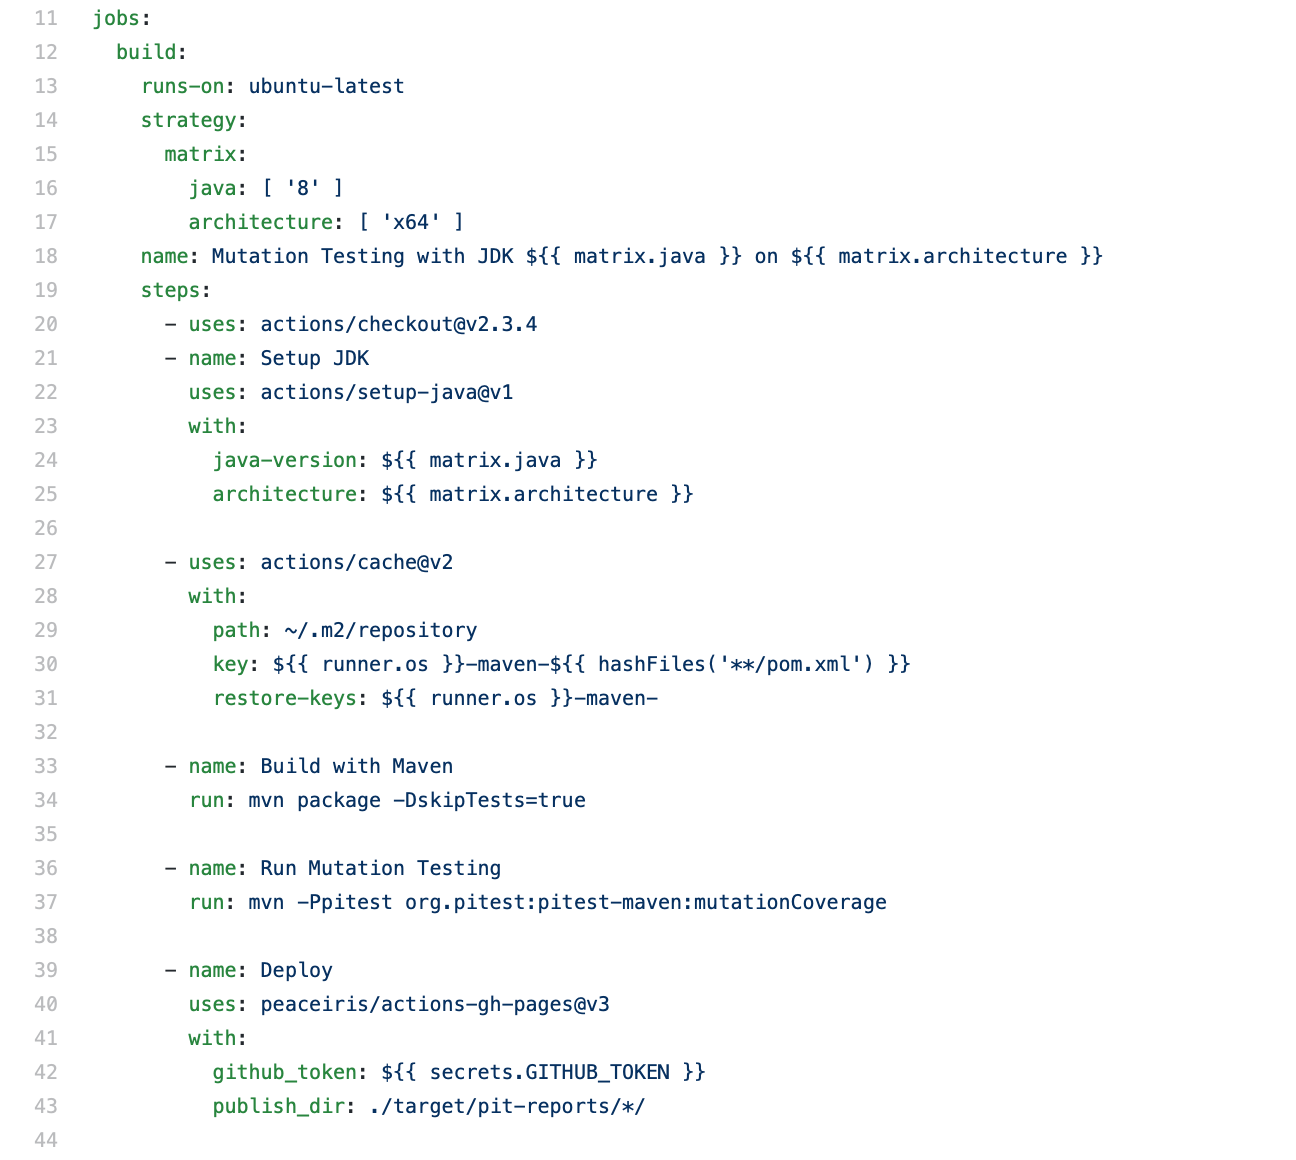 11 jobs:
12   build:
13     runs-on: ubuntu-latest
14     strategy:
15       matrix:
16         java: [ '8' ]
17         architecture: [ 'x64' ]
18     name: Mutation Testing with JDK ${{ matrix.java }} on ${{ matrix.architecture }}
19     steps:
20       - uses: actions/checkout@v2.3.4
21       - name: Setup JDK
22         uses: actions/setup-java@v1
23         with:
24           java-version: ${{ matrix.java }}
25           architecture: ${{ matrix.architecture }}
26
27       - uses: actions/cache@v2
28         with:
29           path: ~/.m2/repository
30           key: ${{ runner.os }}-maven-${{ hashFiles('**/pom.xml') }}
31           restore-keys: ${{ runner.os }}-maven-
32
33       - name: Build with Maven
34         run: mvn package -DskipTests=true
35
36       - name: Run Mutation Testing
37         run: mvn -Ppitest org.pitest:pitest-maven:mutationCoverage
38
39       - name: Deploy
40         uses: peaceiris/actions-gh-pages@v3
41         with:
42           github_token: ${{ secrets.GITHUB_TOKEN }}
43           publish_dir: ./target/pit-reports/*/
44